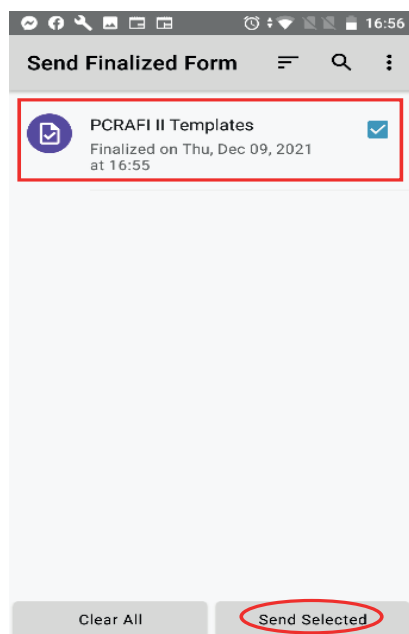 16:56
Send Finalized Form
PCRAFI II Templates
Finalized on Thu, Dec 09, 2021
at 16:55
Clear All
Send Selected